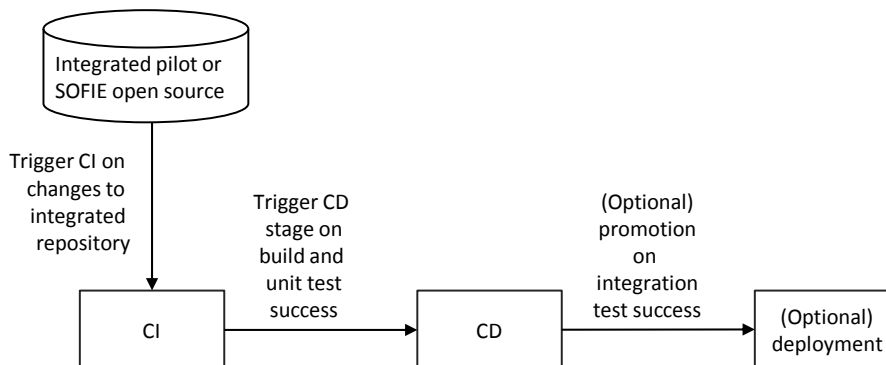 Integrated pilot or
SOFIE open source
Trigger CI on
changes to
integrated
repository
Trigger CD
stage on
build and
unit test
success
(Optional)
promotion
on
integration
test success
CI
CD
(Optional)
deployment